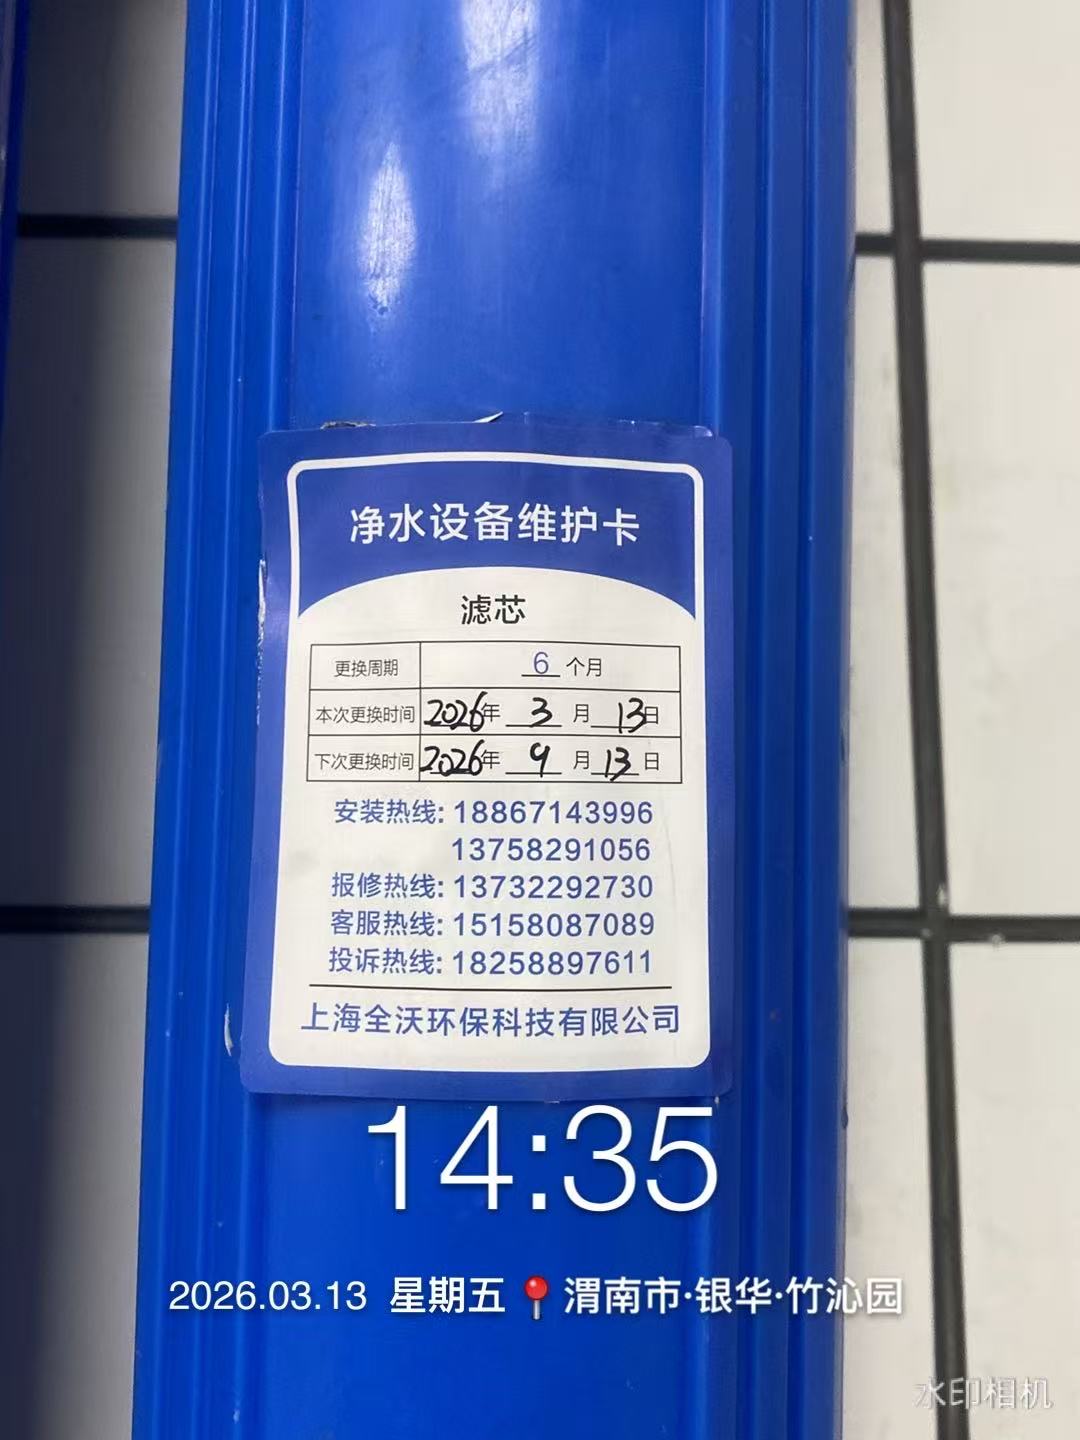 净水设备维护卡
滤芯
更换周期 6 个月
本次更换时间 2026年 3 月 13日
下次更换时间 2026年 9 月 13 日
安装热线: 18867143996
13758291056
报修热线: 13732292730
客服热线: 15158087089
投诉热线: 18258897611
上海全沃环保科技有限公司
14:35
2026.03.13 星期五 📍渭南市·银华·竹沁园
水印相机